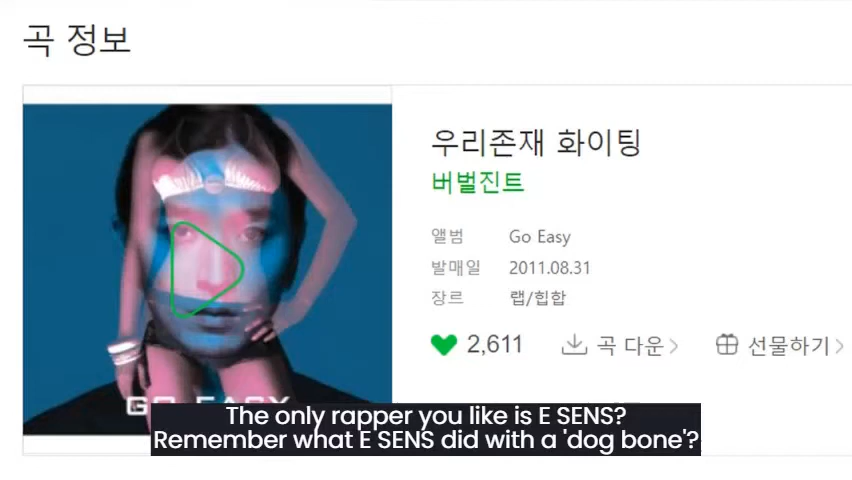 곡 정보
우리존재 화이팅
버벌진트
앨범 Go Easy
발매일 2011.08.31
장르 랩/힙합
2,611 곡 다운 선물하기
GO EASY
The only rapper you like is E SENS?
Remember what E SENS did with a 'dog bone'?